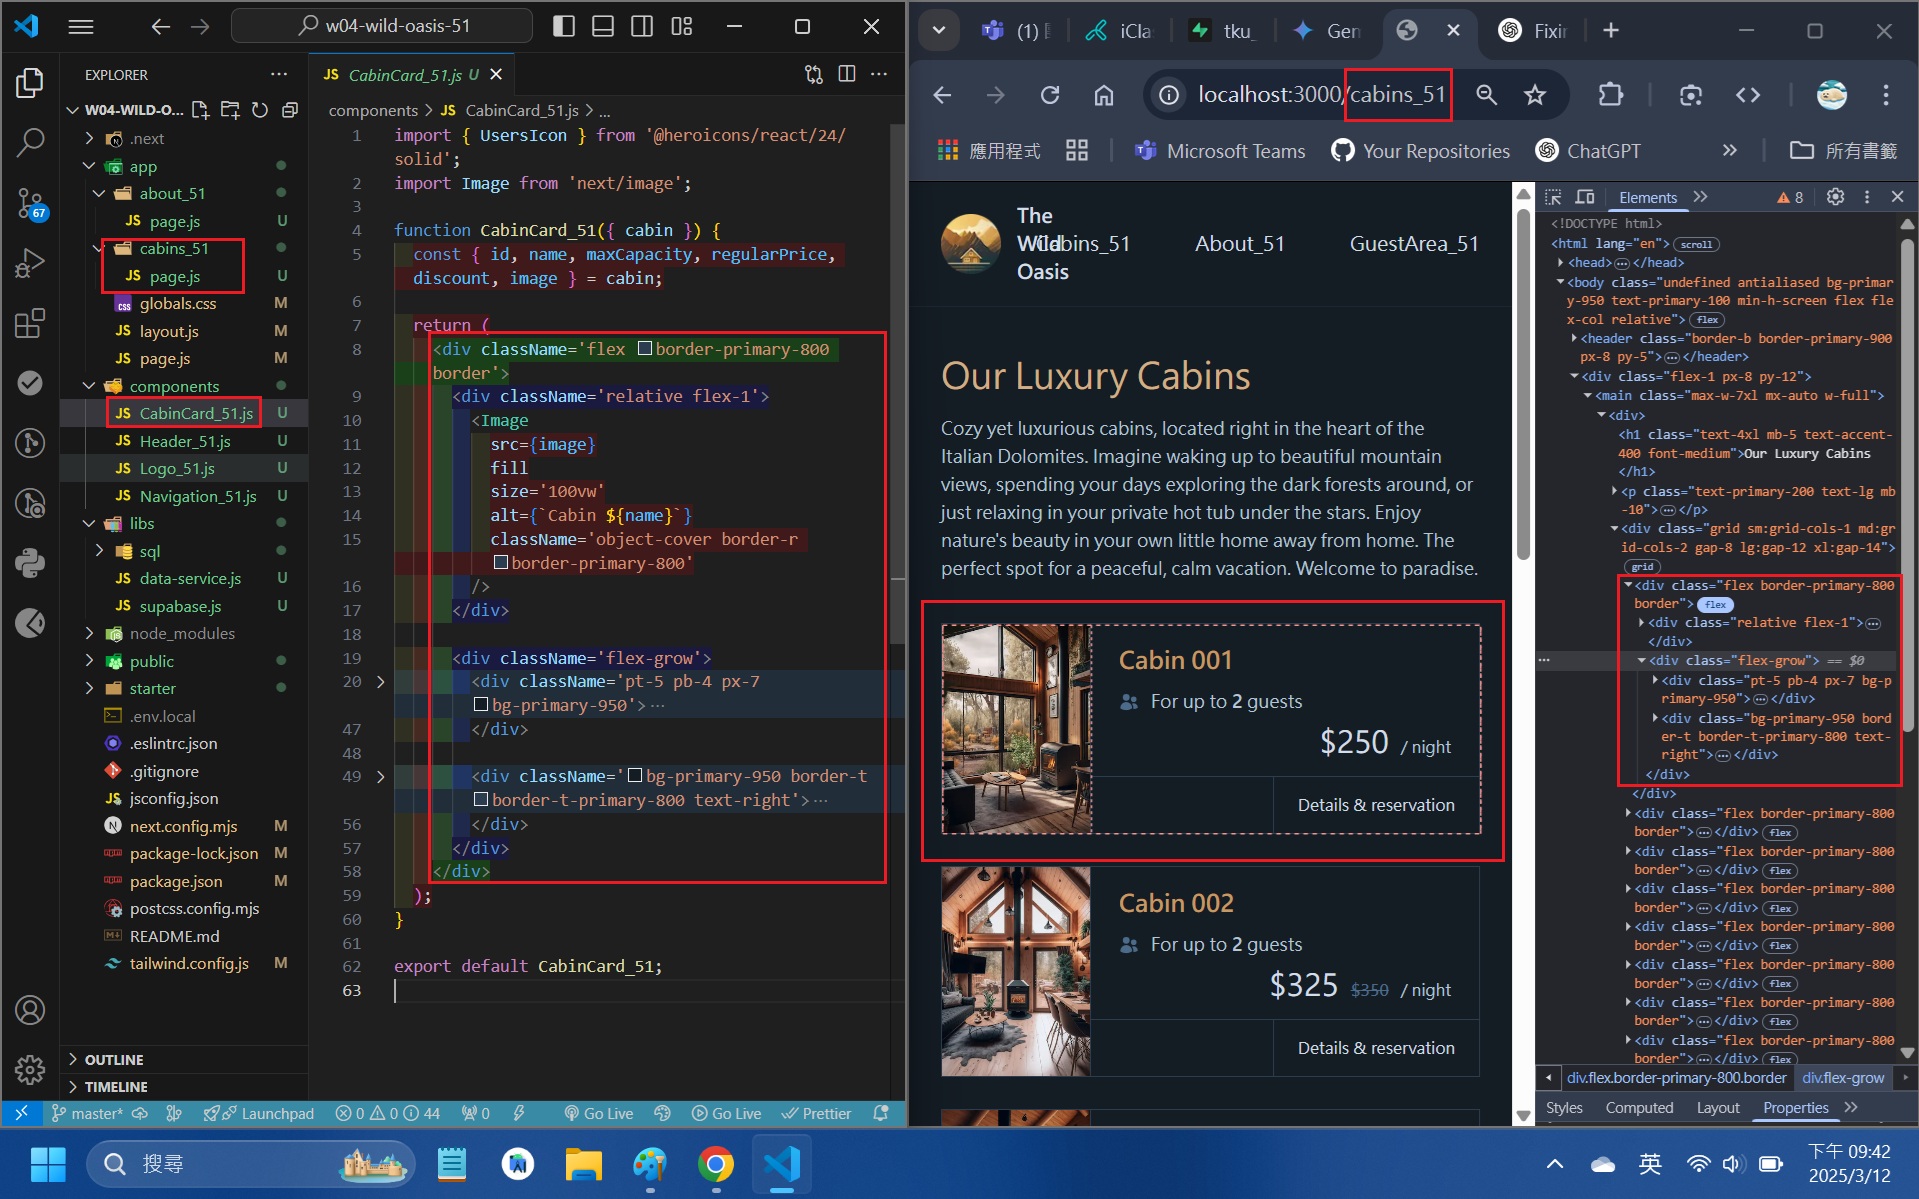 w04-wild-oasis-51
EXPLORER
W04-WILD-O...
.next
app
about_51
page.js U
cabins_51
page.js U
globals.css M
layout.js M
page.js M
components
CabinCard_51.js U
Header_51.js U
Logo_51.js U
Navigation_51.js U
libs
sql
data-service.js U
supabase.js U
node_modules
public
starter
.env.local
.eslintrc.json
.gitignore
jsconfig.json
next.config.mjs M
package-lock.json M
package.json M
postcss.config.mjs
README.md
tailwind.config.js M
OUTLINE
TIMELINE
67
JS CabinCard_51.js U
components > JS CabinCard_51.js > ...
1 import { UsersIcon } from '@heroicons/react/24/
solid';
2 import Image from 'next/image';
3
4 function CabinCard_51({ cabin }) {
5 const { id, name, maxCapacity, regularPrice,
discount, image } = cabin;
6
7 return (
8 <div className='flex border-primary-800
border'>
9 <div className='relative flex-1'>
10 <Image
11 src={image}
12 fill
13 size='100vw'
14 alt={`Cabin ${name}`}
15 className='object-cover border-r
border-primary-800'
16 />
17 </div>
18
19 <div className='flex-grow'>
20 <div className='pt-5 pb-4 px-7
bg-primary-950'>···
47 </div>
48
49 <div className='bg-primary-950 border-t
border-t-primary-800 text-right'>···
56 </div>
57 </div>
58 </div>
59 );
60 }
61
62 export default CabinCard_51;
63
master* Launchpad 0 0 44 0 Go Live Go Live Prettier
(1) iCla tku_ Gen Fixin
localhost:3000/cabins_51
應用程式 Microsoft Teams Your Repositories ChatGPT » 所有書籤
The
Wild
Oasis
Cabins_51 About_51 GuestArea_51
Our Luxury Cabins
Cozy yet luxurious cabins, located right in the heart of the
Italian Dolomites. Imagine waking up to beautiful mountain
views, spending your days exploring the dark forests around, or
just relaxing in your private hot tub under the stars. Enjoy
nature's beauty in your own little home away from home. The
perfect spot for a peaceful, calm vacation. Welcome to paradise.
Cabin 001
For up to 2 guests
$250 / night
Details & reservation
Cabin 002
For up to 2 guests
$325 $350 / night
Details & reservation
Elements » 8
<!DOCTYPE html>
<html lang="en"> scroll
<head>···</head>
<body class="undefined antialiased bg-primar
y-950 text-primary-100 min-h-screen flex fle
x-col relative"> flex
<header class="border-b border-primary-900
px-8 py-5">···</header>
<div class="flex-1 px-8 py-12">
<main class="max-w-7xl mx-auto w-full">
<div>
<h1 class="text-4xl mb-5 text-accent-
400 font-medium">Our Luxury Cabins
</h1>
<p class="text-primary-200 text-lg mb
-10">···</p>
<div class="grid sm:grid-cols-1 md:gr
id-cols-2 gap-8 lg:gap-12 xl:gap-14">
grid
<div class="flex border-primary-800
border"> flex
<div class="relative flex-1">···
</div>
<div class="flex-grow"> == $0
<div class="pt-5 pb-4 px-7 bg-p
rimary-950">···</div>
<div class="bg-primary-950 bord
er-t border-t-primary-800 text-
right">···</div>
</div>
</div>
<div class="flex border-primary-800
border">···</div> flex
<div class="flex border-primary-800
border">···</div> flex
<div class="flex border-primary-800
border">···</div> flex
<div class="flex border-primary-800
border">···</div> flex
<div class="flex border-primary-800
border">···</div> flex
<div class="flex border-primary-800
border">···</div> flex
<div class="flex border-primary-800
border">···</div> flex
div.flex.border-primary-800.border div.flex-grow
Styles Computed Layout Properties »
搜尋
英
下午 09:42
2025/3/12